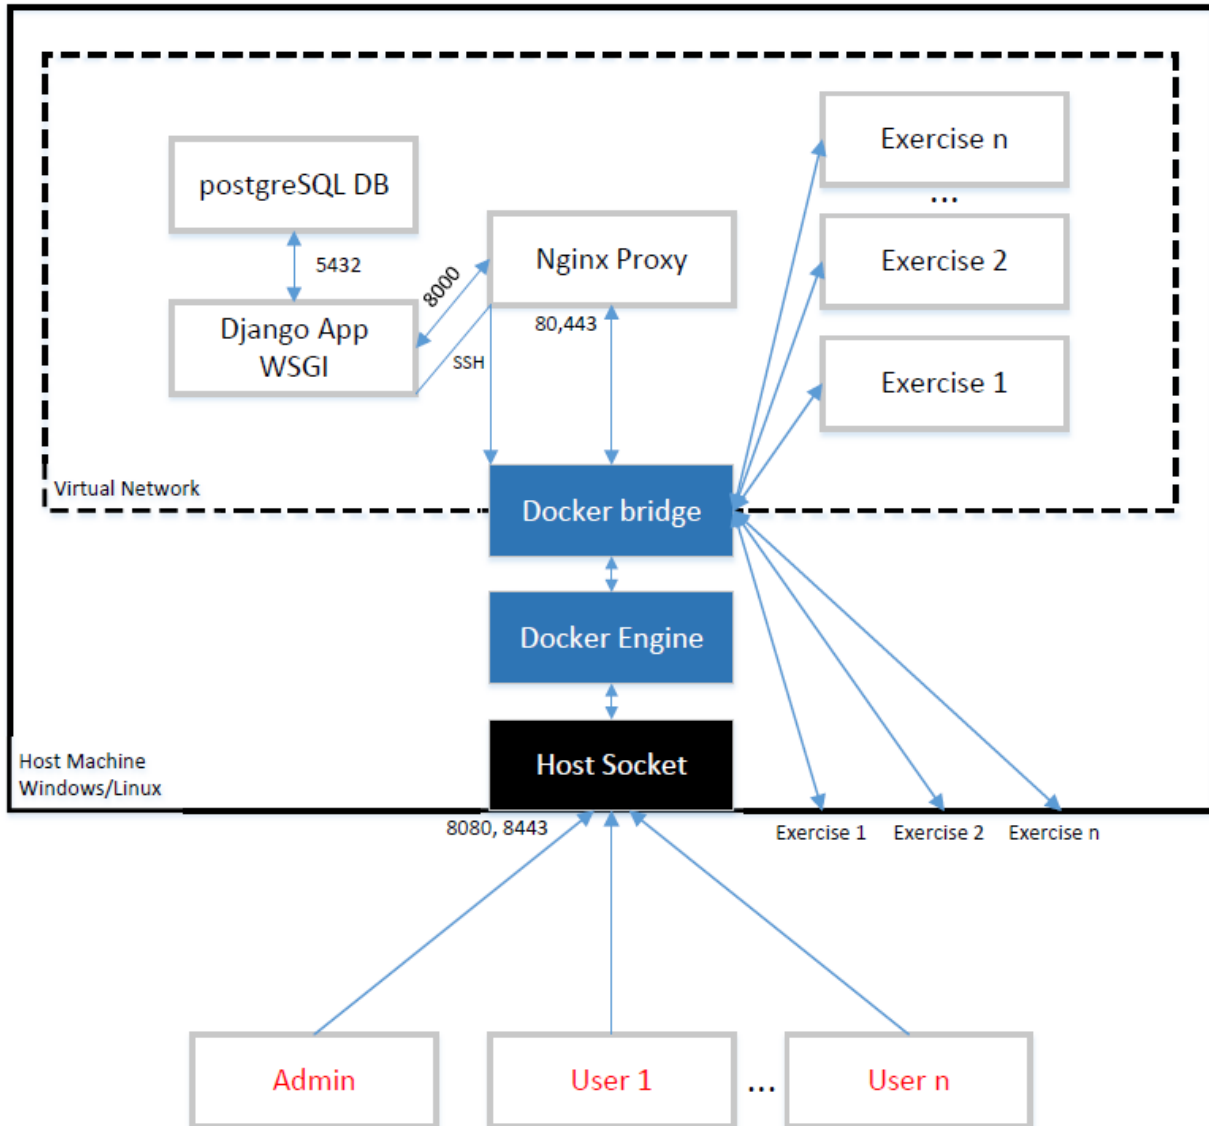 Exercise n
...
postgreSQL DB
Nginx Proxy
Exercise 2
5432
8000
80,443
Django App
WSGI
SSH
Exercise 1
Virtual Network
Docker bridge
Docker Engine
Host Socket
Host Machine
Windows/Linux
8080, 8443
Exercise 1
Exercise 2
Exercise n
Admin
User 1
...
User n